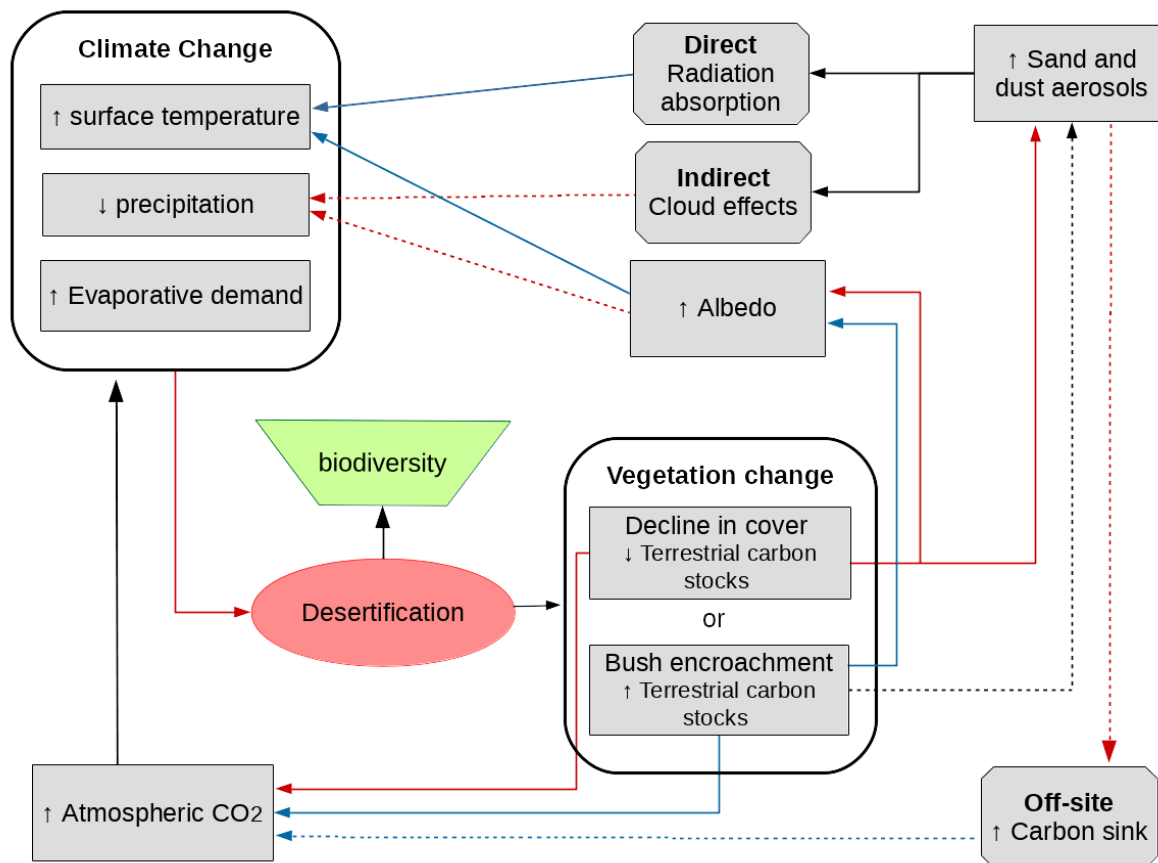 Climate Change
↑ surface temperature
↓ precipitation
↑ Evaporative demand
Direct
Radiation
absorption
Indirect
Cloud effects
↑ Albedo
↑ Sand and
dust aerosols
biodiversity
Desertification
Vegetation change
Decline in cover
↓ Terrestrial carbon
stocks
or
Bush encroachment
↑ Terrestrial carbon
stocks
↑ Atmospheric CO2
Off-site
↑ Carbon sink